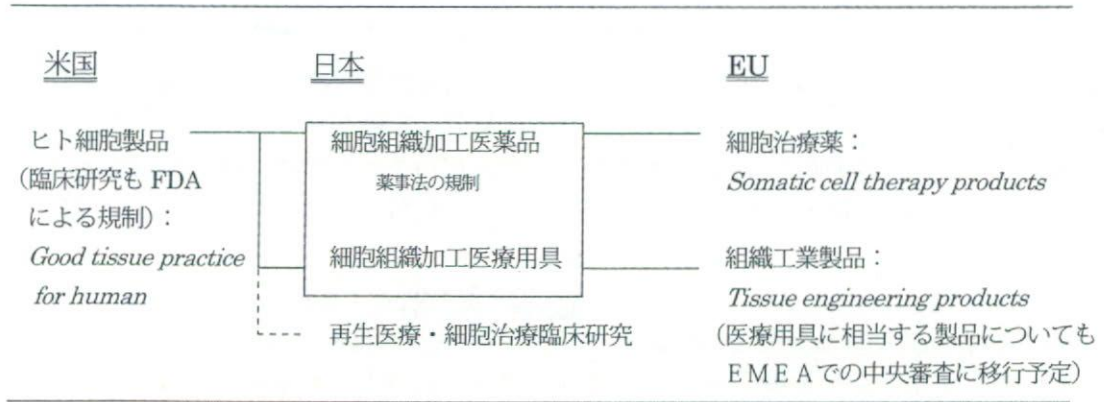 米国
日本
EU
ヒト細胞製品
(臨床研究も FDA
による規制)：
Good tissue practice
for human
細胞組織加工医薬品
薬事法の規制
細胞組織加工医療用具
再生医療・細胞治療臨床研究
細胞治療薬：
Somatic cell therapy products
組織工業製品：
Tissue engineering products
(医療用具に相当する製品についても
ＥＭＥＡでの中央審査に移行予定)